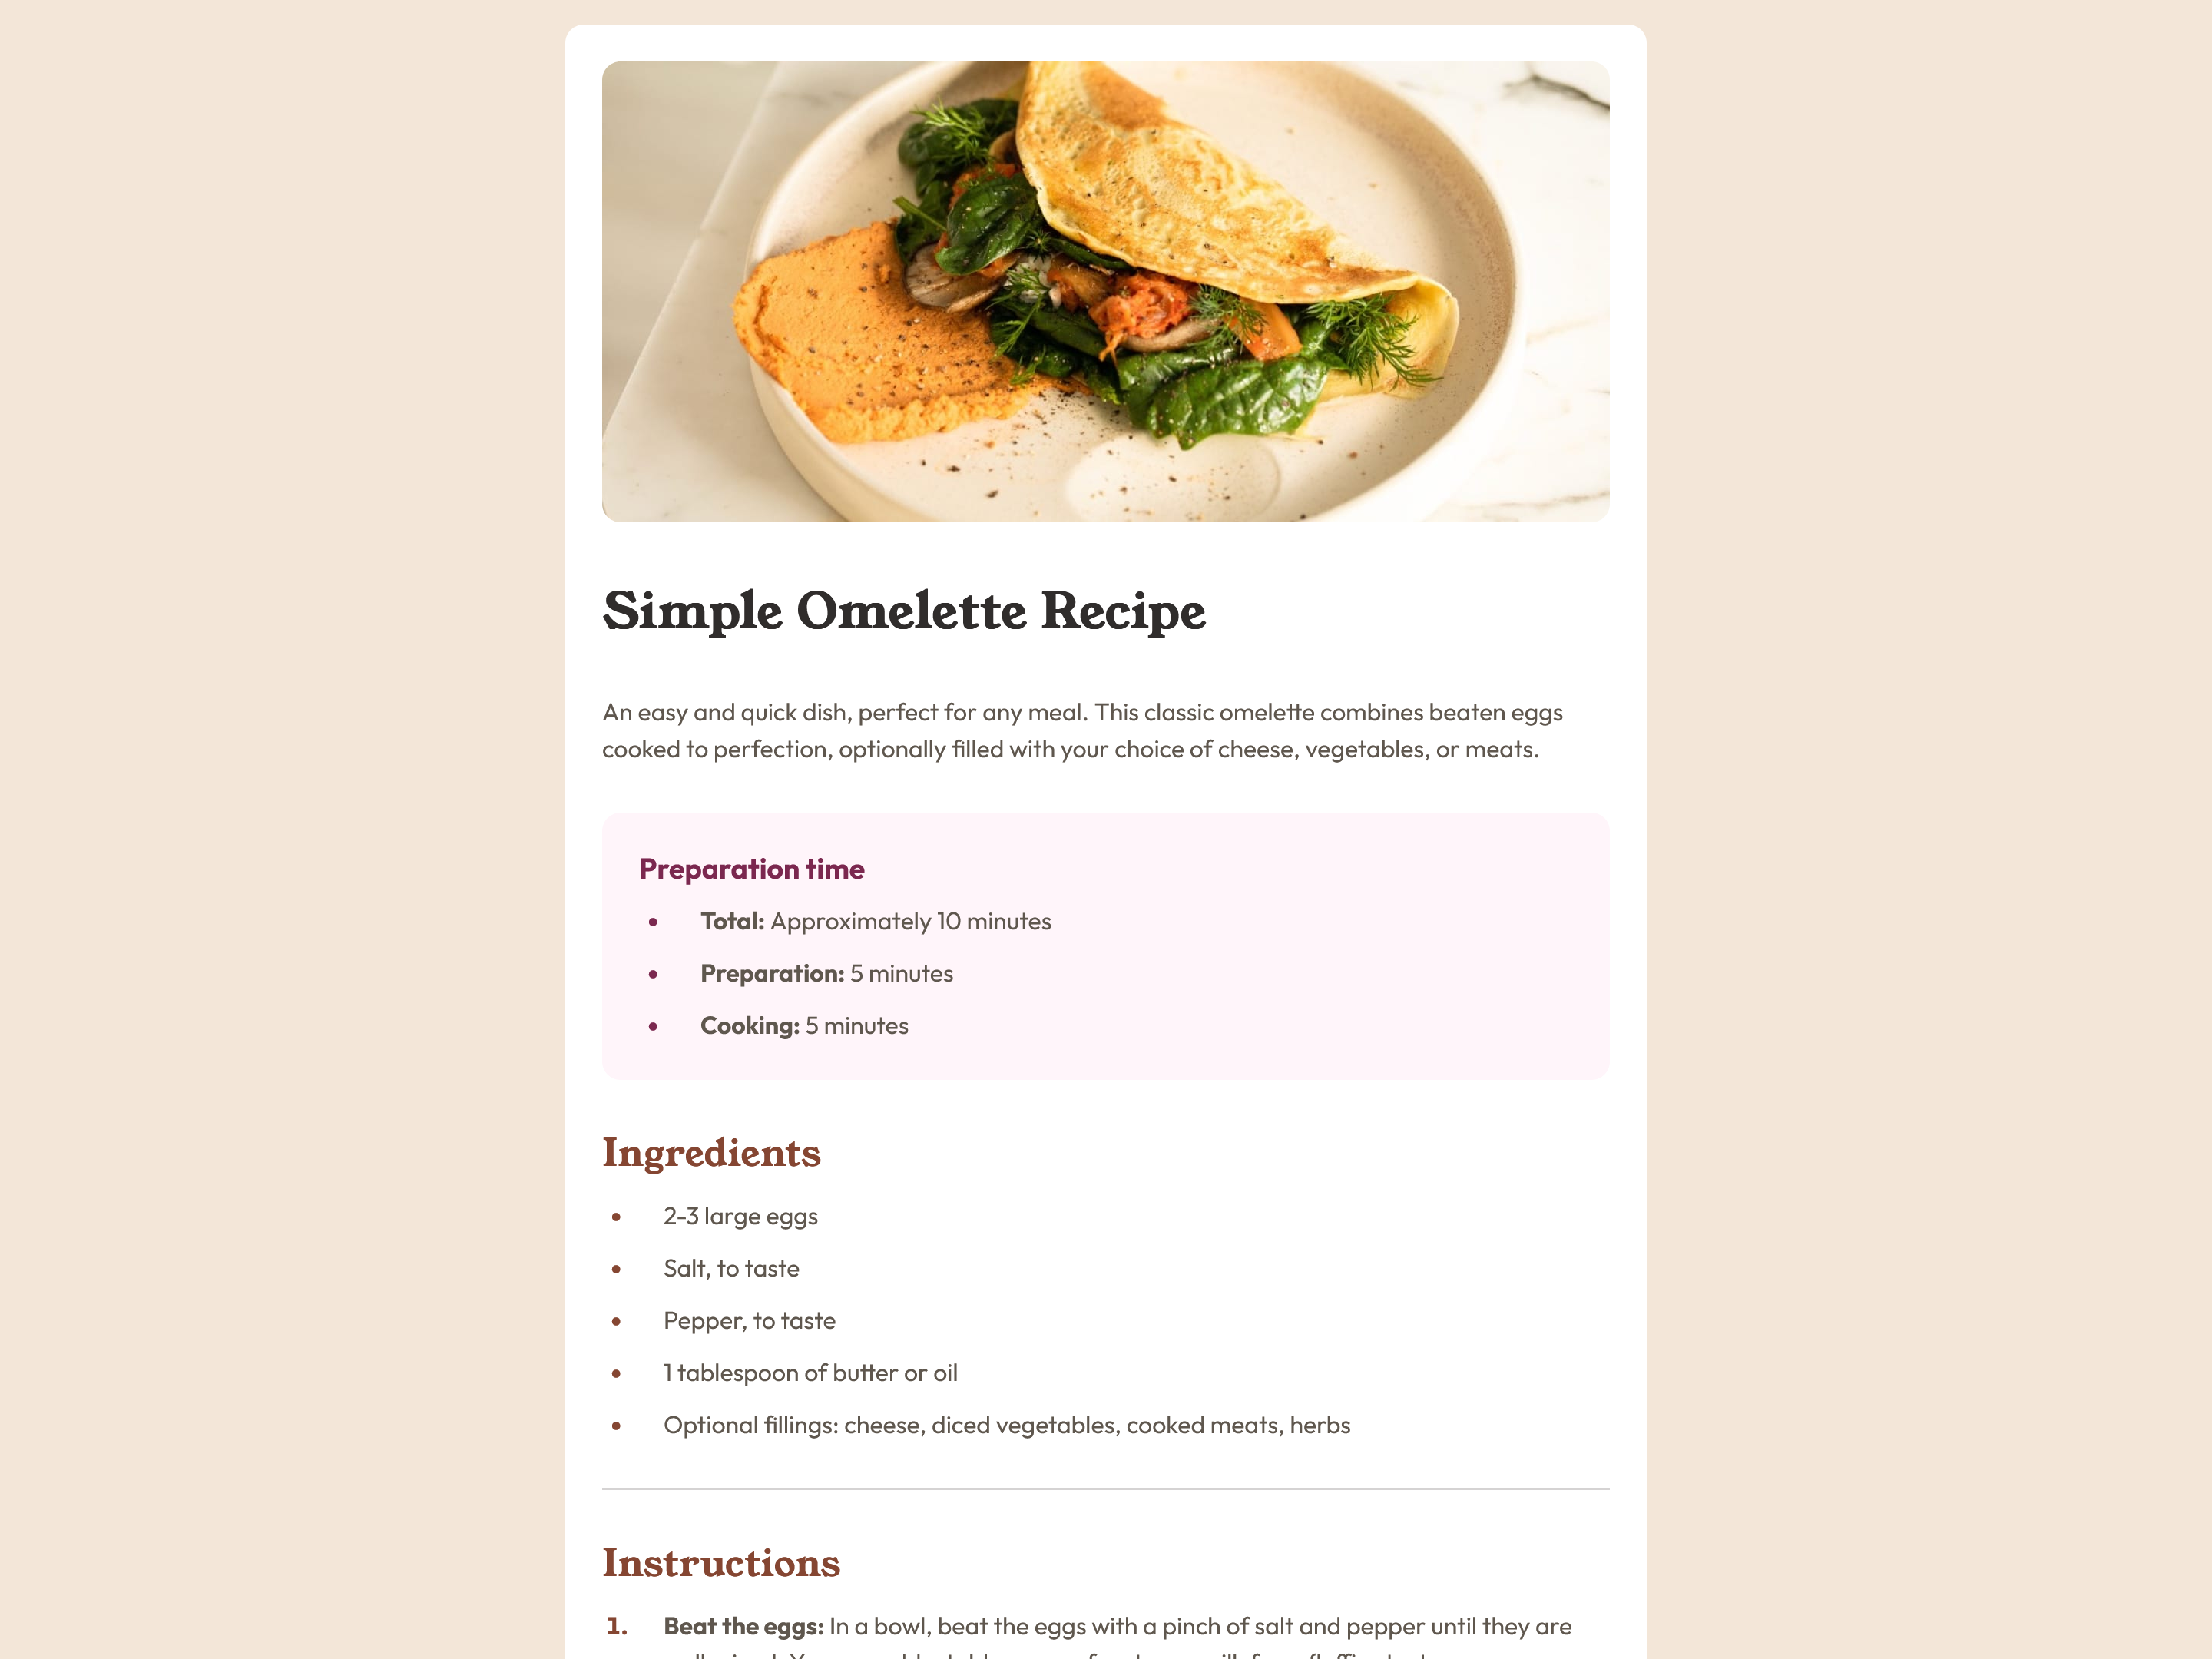 Simple Omelette Recipe
An easy and quick dish, perfect for any meal. This classic omelette combines beaten eggs
cooked to perfection, optionally filled with your choice of cheese, vegetables, or meats.
Preparation time
• Total: Approximately 10 minutes
• Preparation: 5 minutes
• Cooking: 5 minutes
Ingredients
• 2-3 large eggs
• Salt, to taste
• Pepper, to taste
• 1 tablespoon of butter or oil
• Optional fillings: cheese, diced vegetables, cooked meats, herbs
Instructions
1. Beat the eggs: In a bowl, beat the eggs with a pinch of salt and pepper until they are